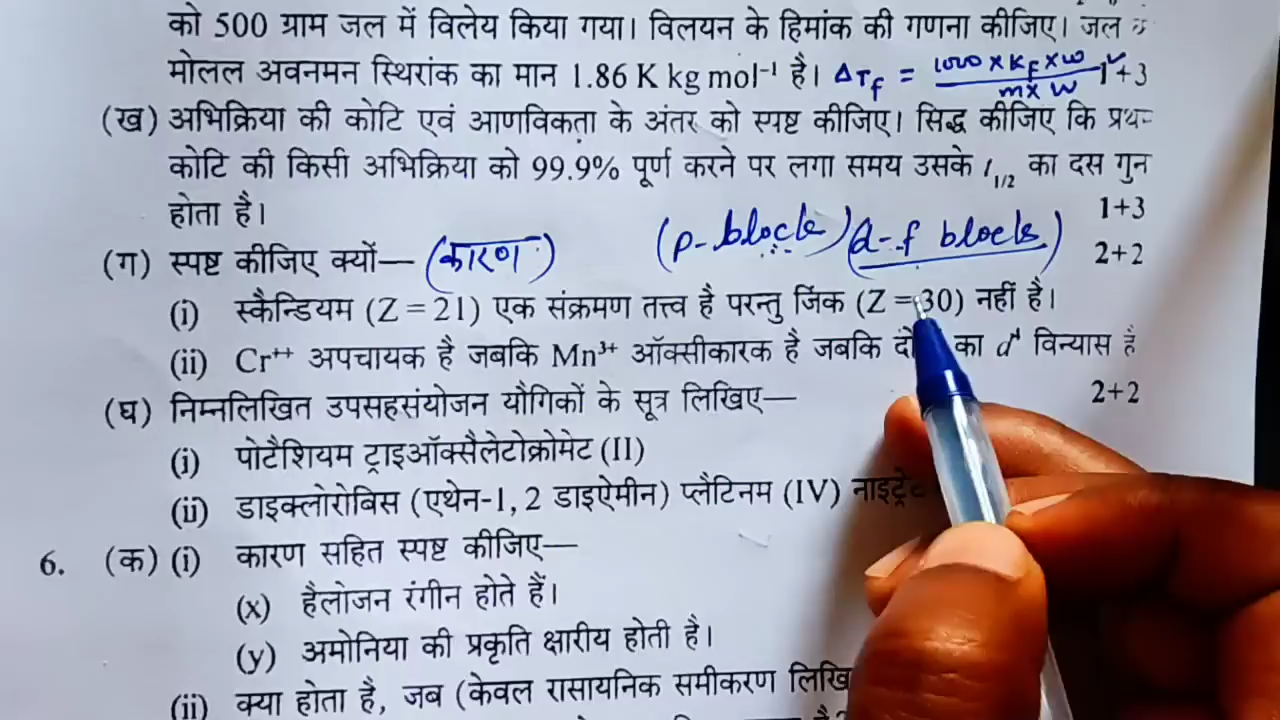 को 500 ग्राम जल में विलेय किया गया। विलयन के हिमांक की गणना कीजिए। जल
मोलल अवनमन स्थिरांक का मान 1.86 K kg mol⁻¹ है। ΔTf = 1000 × Kf × w / m × W 1+3
(ख) अभिक्रिया की कोटि एवं आणविकता के अंतर को स्पष्ट कीजिए। सिद्ध कीजिए कि प्रथ
कोटि की किसी अभिक्रिया को 99.9% पूर्ण करने पर लगा समय उसके t1/2 का दस गुन
होता है। 1+3
(ग) स्पष्ट कीजिए क्यों— (कारण) (p-block) (d-f block) 2+2
(i) स्कैन्डियम (Z = 21) एक संक्रमण तत्त्व है परन्तु जिंक (Z = 30) नहीं है।
(ii) Cr⁺⁺ अपचायक है जबकि Mn³⁺ ऑक्सीकारक है जबकि का d⁴ विन्यास है
(घ) निम्नलिखित उपसहसंयोजन यौगिकों के सूत्र लिखिए— 2+2
(i) पोटैशियम ट्राइऑक्सैलेटोक्रोमेट (II)
(ii) डाइक्लोरोबिस (एथेन-1, 2 डाइऐमीन) प्लैटिनम (IV)
6. (क) (i) कारण सहित स्पष्ट कीजिए—
(x) हैलोजन रंगीन होते हैं।
(y) अमोनिया की प्रकृति क्षारीय होती है।
(ii) क्या होता है, जब (केवल रासायनिक समीकरण